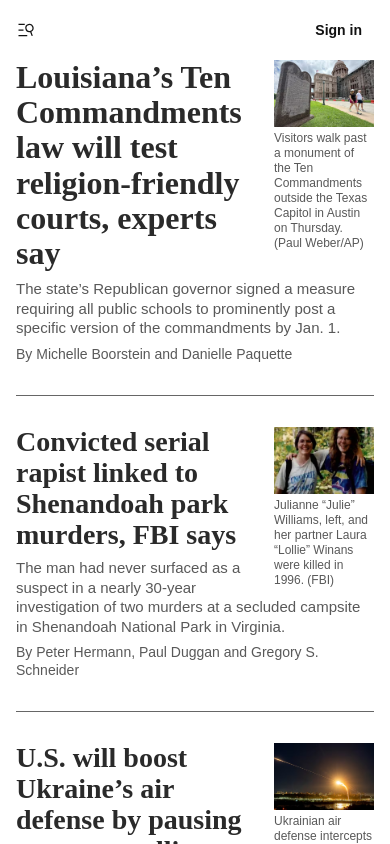 Sign in
Louisiana’s Ten
Commandments
law will test
religion-friendly
courts, experts
say
Visitors walk past
a monument of
the Ten
Commandments
outside the Texas
Capitol in Austin
on Thursday.
(Paul Weber/AP)
The state’s Republican governor signed a measure
requiring all public schools to prominently post a
specific version of the commandments by Jan. 1.
By Michelle Boorstein and Danielle Paquette
Convicted serial
rapist linked to
Shenandoah park
murders, FBI says
Julianne “Julie”
Williams, left, and
her partner Laura
“Lollie” Winans
were killed in
1996. (FBI)
The man had never surfaced as a
suspect in a nearly 30-year
investigation of two murders at a secluded campsite
in Shenandoah National Park in Virginia.
By Peter Hermann, Paul Duggan and Gregory S.
Schneider
U.S. will boost
Ukraine’s air
defense by pausing
Ukrainian air
defense intercepts